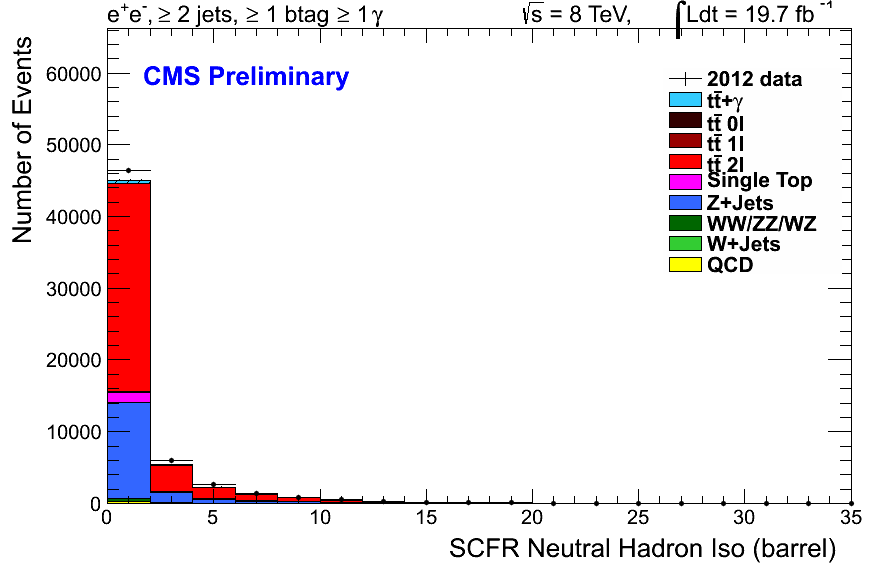 e⁺e⁻, ≥ 2 jets, ≥ 1 btag ≥ 1 γ √s = 8 TeV, ∫Ldt = 19.7 fb⁻¹
CMS Preliminary
Number of Events
60000
50000
40000
30000
20000
10000
0
2012 data
tt̄+γ
tt̄ 0l
tt̄ 1l
tt̄ 2l
Single Top
Z+Jets
WW/ZZ/WZ
W+Jets
QCD
0 5 10 15 20 25 30 35
SCFR Neutral Hadron Iso (barrel)